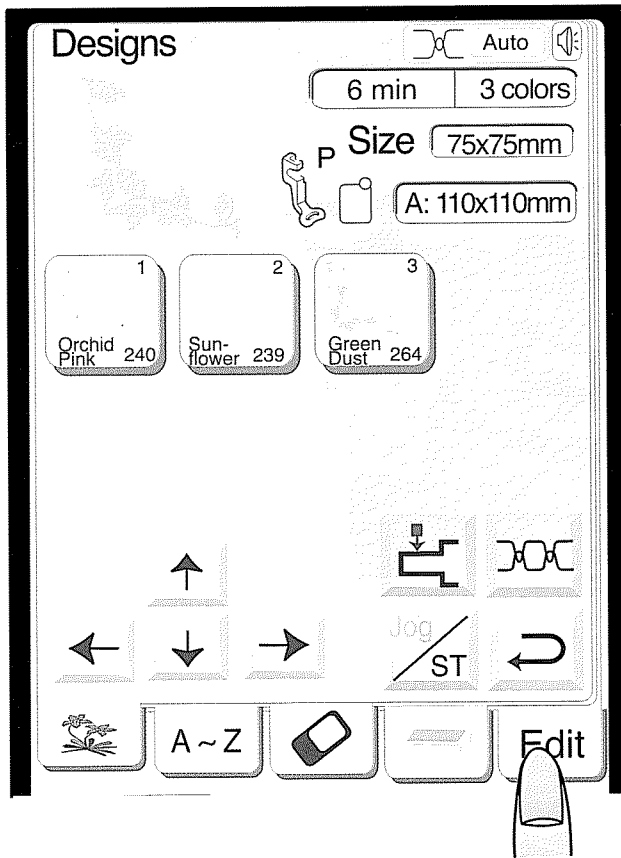 Designs
Auto
6 min
3 colors
P
Size
75x75mm
A: 110x110mm
1
Orchid
Pink 240
2
Sun-
flower 239
3
Green
Dust 264
Jog
ST
A ~ Z
Edit